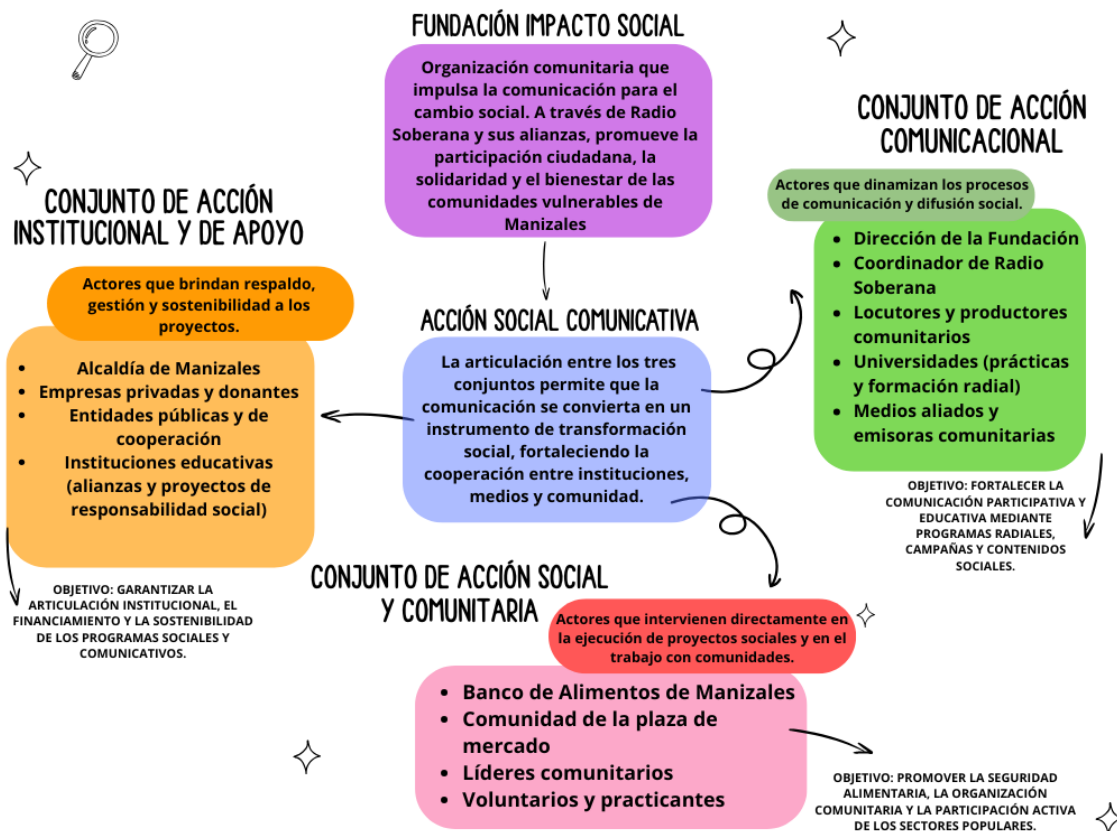 FUNDACIÓN IMPACTO SOCIAL
Organización comunitaria que
impulsa la comunicación para el
cambio social. A través de Radio
Soberana y sus alianzas, promueve la
participación ciudadana, la
solidaridad y el bienestar de las
comunidades vulnerables de
Manizales
CONJUNTO DE ACCIÓN
COMUNICACIONAL
Actores que dinamizan los procesos
de comunicación y difusión social.
• Dirección de la Fundación
• Coordinador de Radio
Soberana
• Locutores y productores
comunitarios
• Universidades (prácticas
y formación radial)
• Medios aliados y
emisoras comunitarias
OBJETIVO: FORTALECER LA
COMUNICACIÓN PARTICIPATIVA Y
EDUCATIVA MEDIANTE
PROGRAMAS RADIALES,
CAMPAÑAS Y CONTENIDOS
SOCIALES.
CONJUNTO DE ACCIÓN
INSTITUCIONAL Y DE APOYO
Actores que brindan respaldo,
gestión y sostenibilidad a los
proyectos.
• Alcaldía de Manizales
• Empresas privadas y donantes
• Entidades públicas y de
cooperación
• Instituciones educativas
(alianzas y proyectos de
responsabilidad social)
OBJETIVO: GARANTIZAR LA
ARTICULACIÓN INSTITUCIONAL, EL
FINANCIAMIENTO Y LA SOSTENIBILIDAD
DE LOS PROGRAMAS SOCIALES Y
COMUNICATIVOS.
ACCIÓN SOCIAL COMUNICATIVA
La articulación entre los tres
conjuntos permite que la
comunicación se convierta en un
instrumento de transformación
social, fortaleciendo la
cooperación entre instituciones,
medios y comunidad.
CONJUNTO DE ACCIÓN SOCIAL
Y COMUNITARIA
Actores que intervienen directamente en
la ejecución de proyectos sociales y en el
trabajo con comunidades.
• Banco de Alimentos de Manizales
• Comunidad de la plaza de
mercado
• Líderes comunitarios
• Voluntarios y practicantes
OBJETIVO: PROMOVER LA SEGURIDAD
ALIMENTARIA, LA ORGANIZACIÓN
COMUNITARIA Y LA PARTICIPACIÓN ACTIVA
DE LOS SECTORES POPULARES.